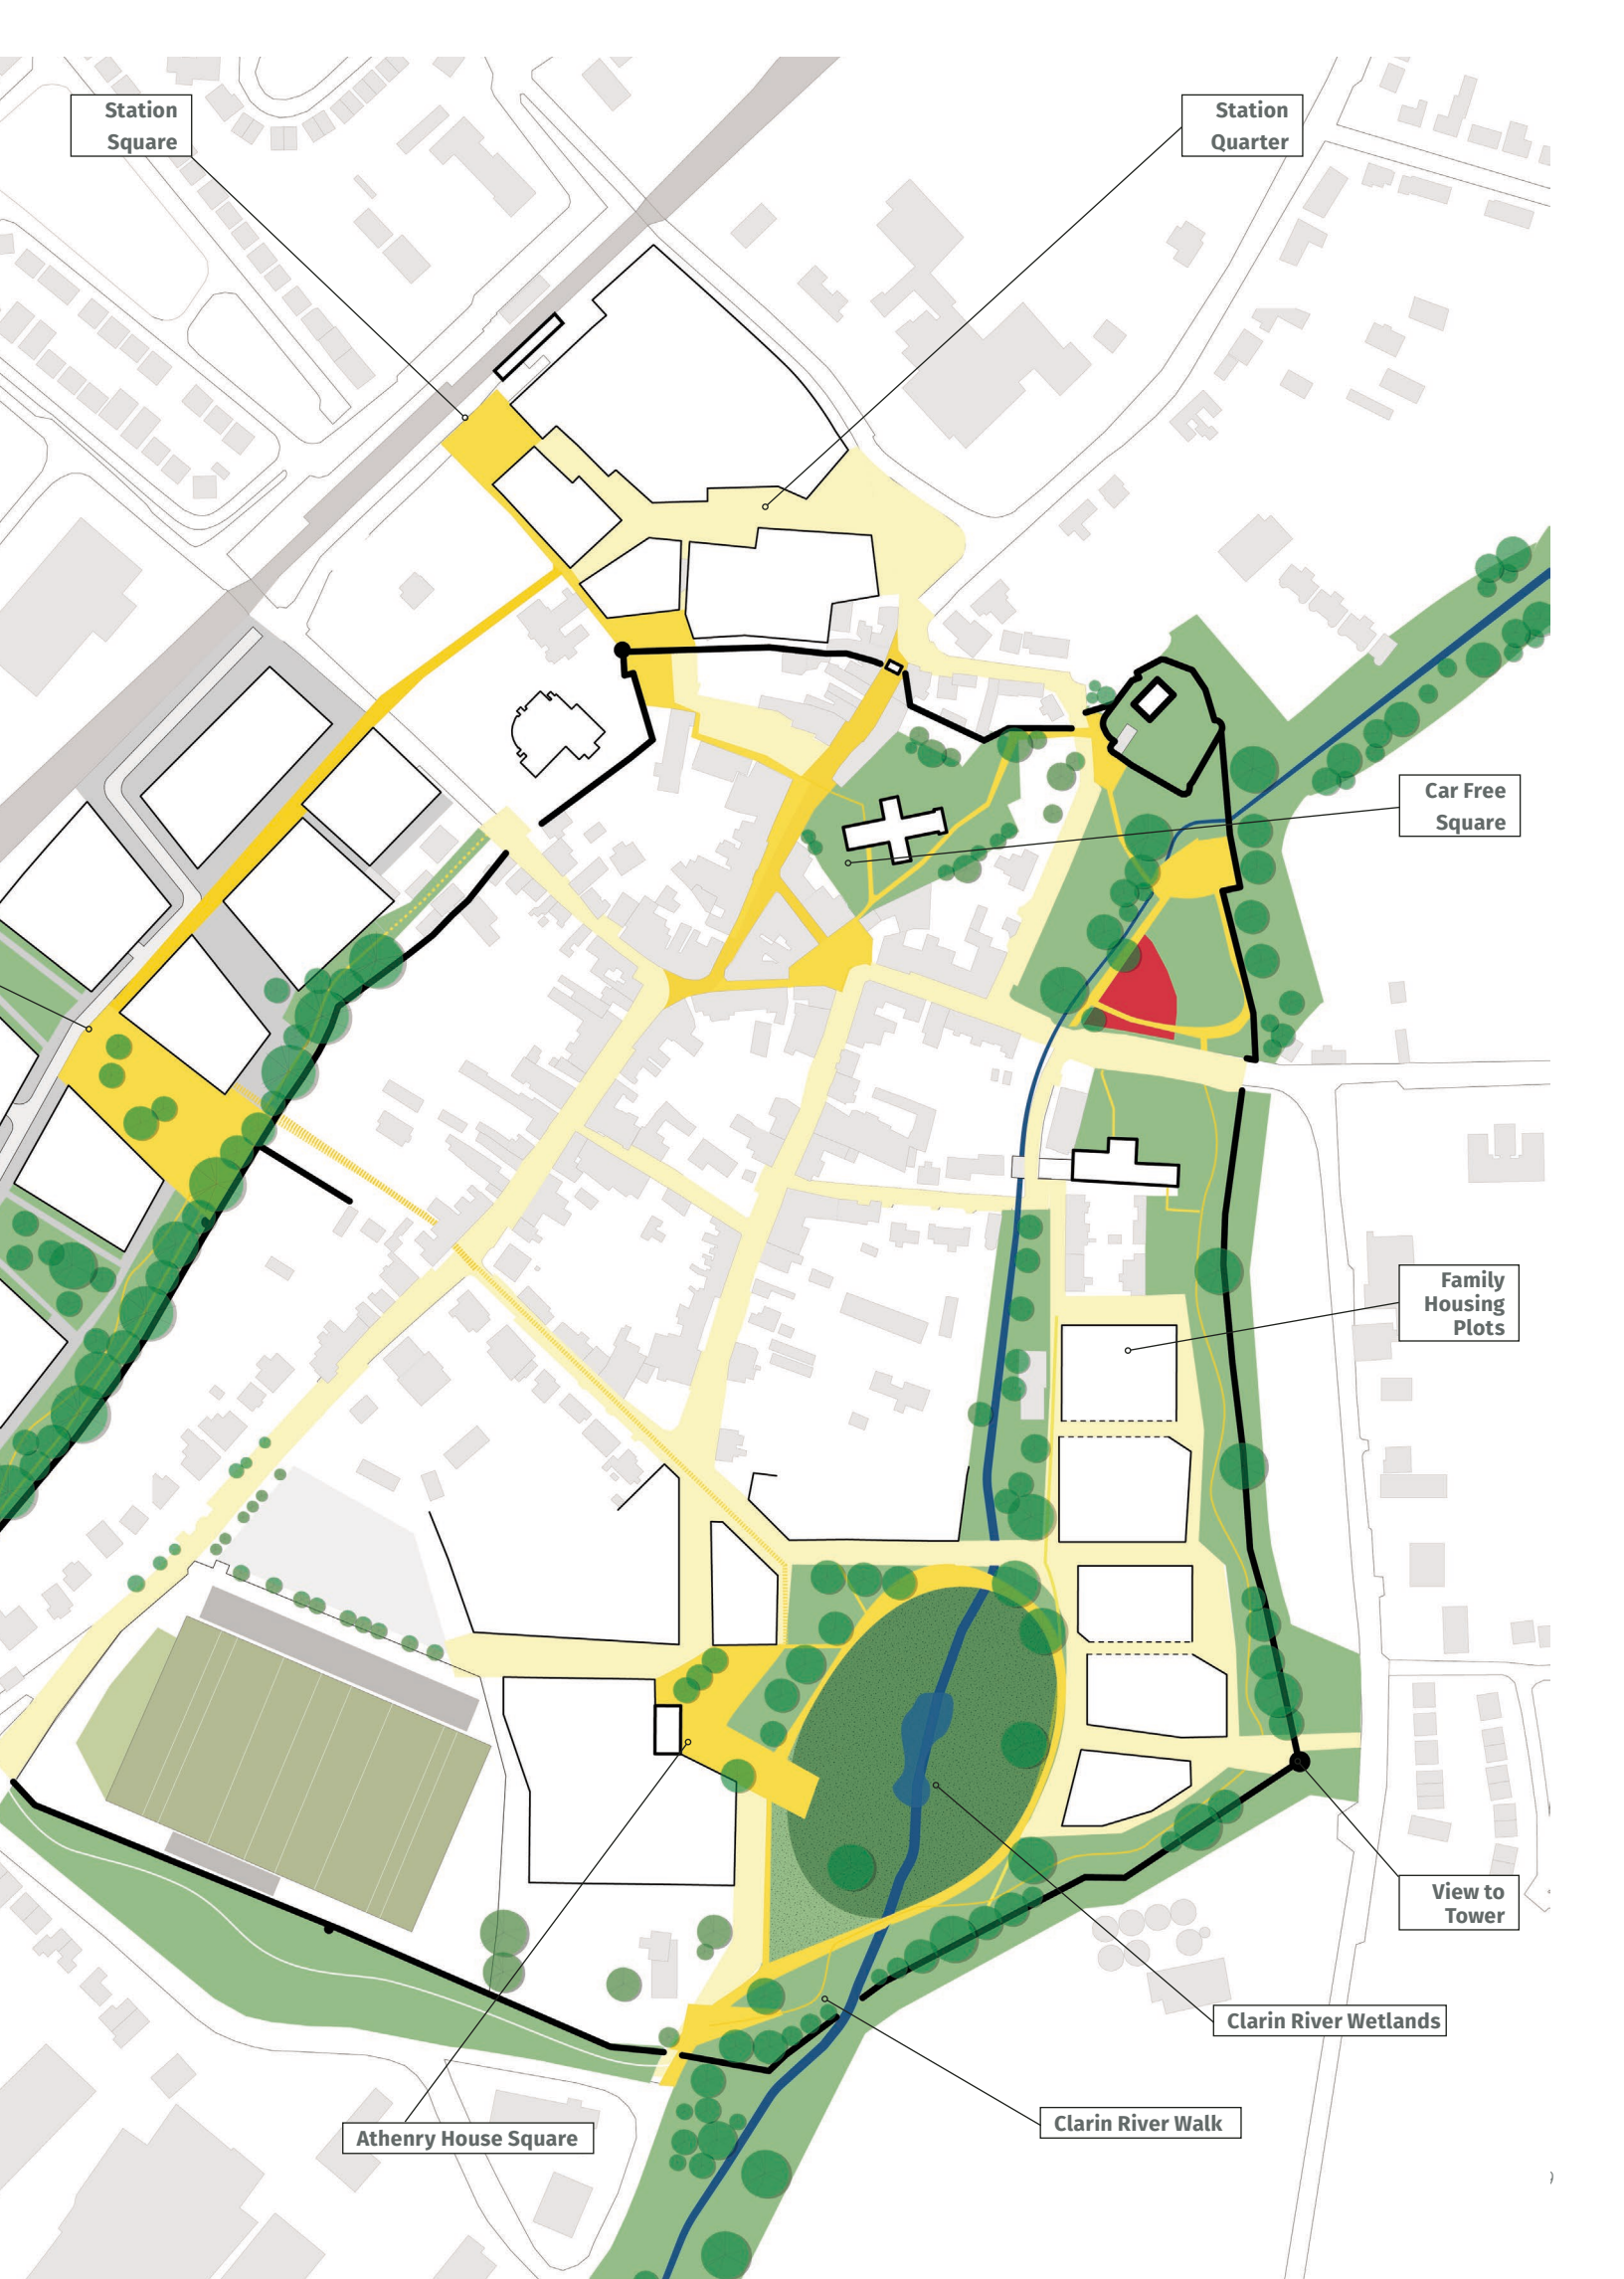 Station
Square
Station
Quarter
Car Free
Square
Family
Housing
Plots
View to
Tower
Clarin River Wetlands
Clarin River Walk
Athenry House Square